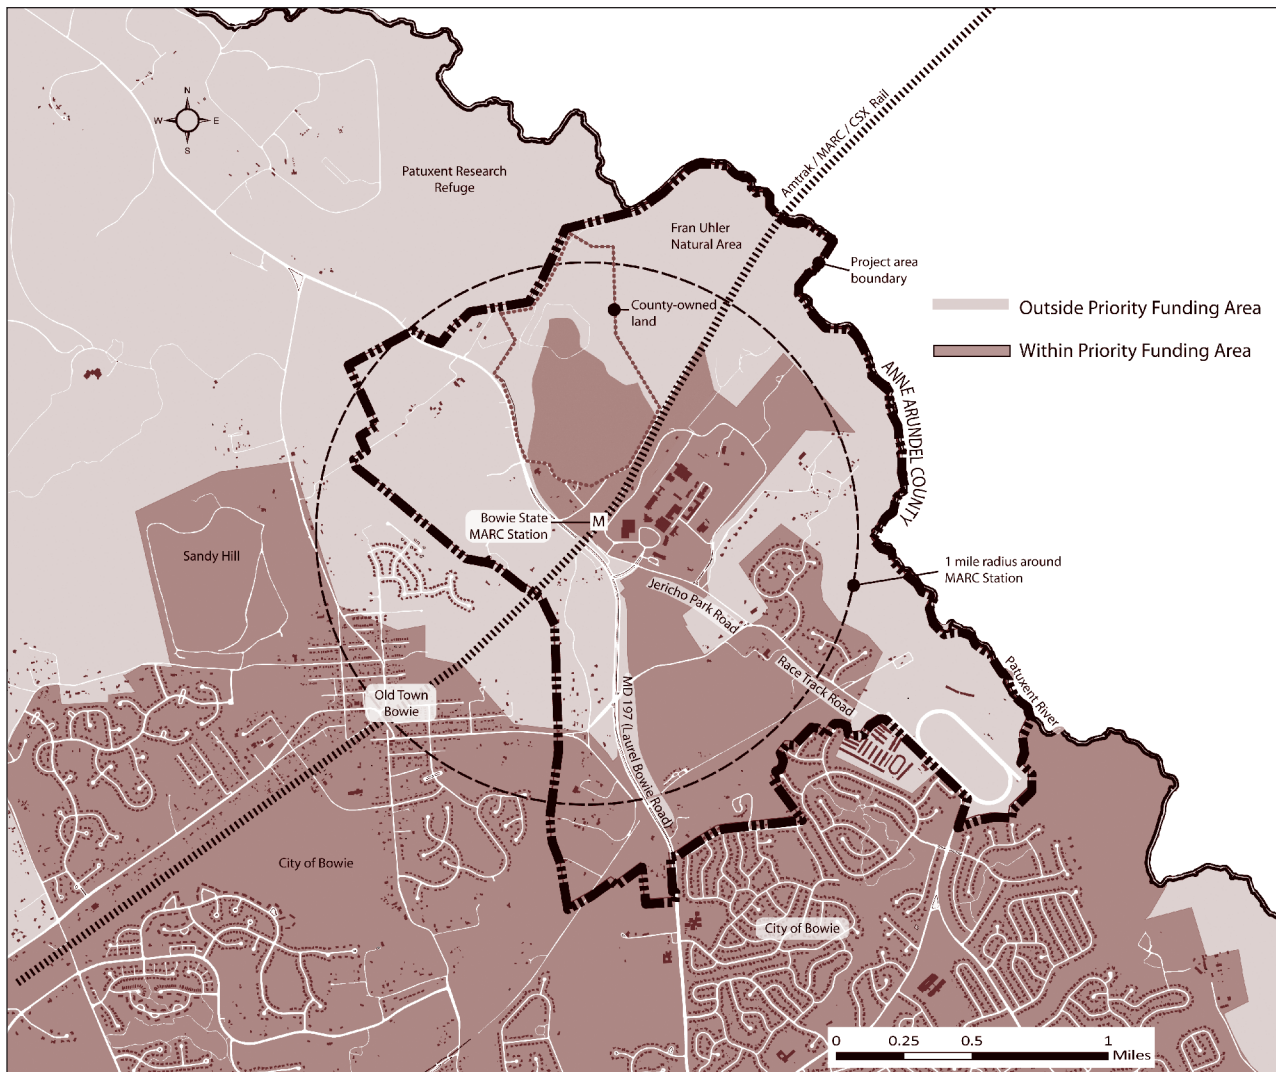 N
W E
S
Patuxent Research
Refuge
Amtrak / MARC / CSX Rail
Fran Uhler
Natural Area
Project area
boundary
County-owned
land
Outside Priority Funding Area
Within Priority Funding Area
ANNE ARUNDEL COUNTY
Bowie State
MARC Station
M
Sandy Hill
1 mile radius around
MARC Station
Jericho Park Road
Race Track Road
Patuxent River
Old Town
Bowie
MD 197 (Laurel Bowie Road)
City of Bowie
City of Bowie
0 0.25 0.5 1
Miles